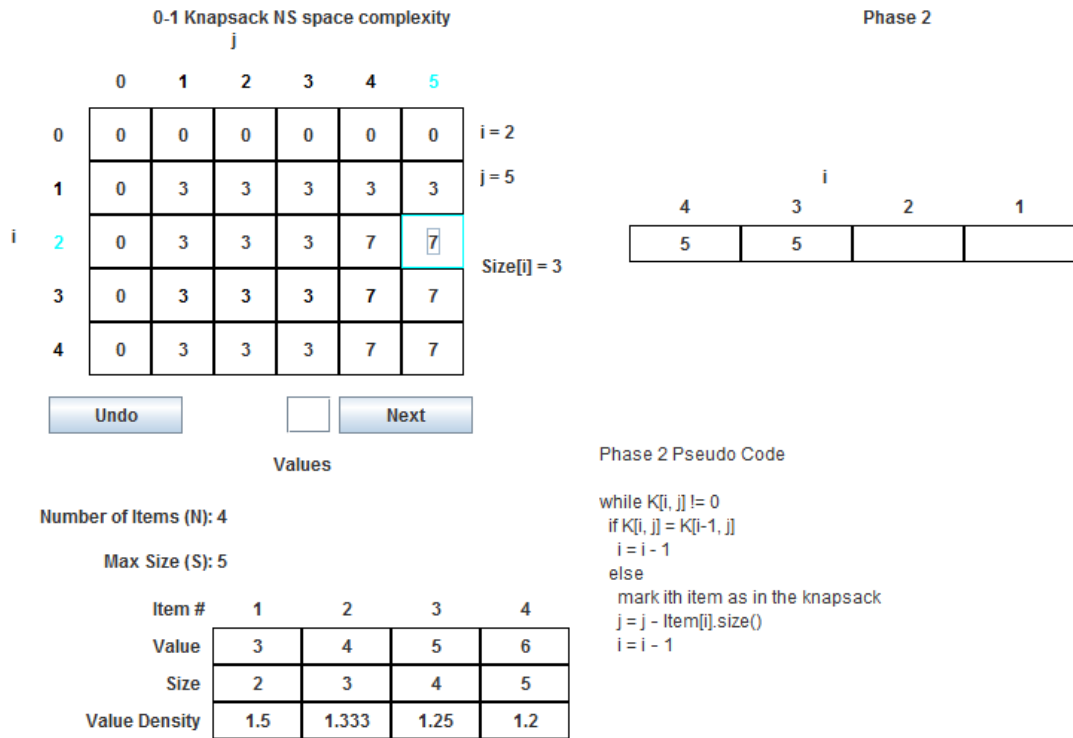 0-1 Knapsack NS space complexity
j
0 1 2 3 4 5
0 0 0 0 0 0 0 i = 2
1 0 3 3 3 3 3 j = 5
i 2 0 3 3 3 7 7
Size[i] = 3
3 0 3 3 3 7 7
4 0 3 3 3 7 7
Undo Next
Values
Number of Items (N): 4
Max Size (S): 5
Item # 1 2 3 4
Value 3 4 5 6
Size 2 3 4 5
Value Density 1.5 1.333 1.25 1.2
Phase 2
i
4 3 2 1
5 5
Phase 2 Pseudo Code
while K[i, j] != 0
if K[i, j] = K[i-1, j]
i = i - 1
else
mark ith item as in the knapsack
j = j - Item[i].size()
i = i - 1